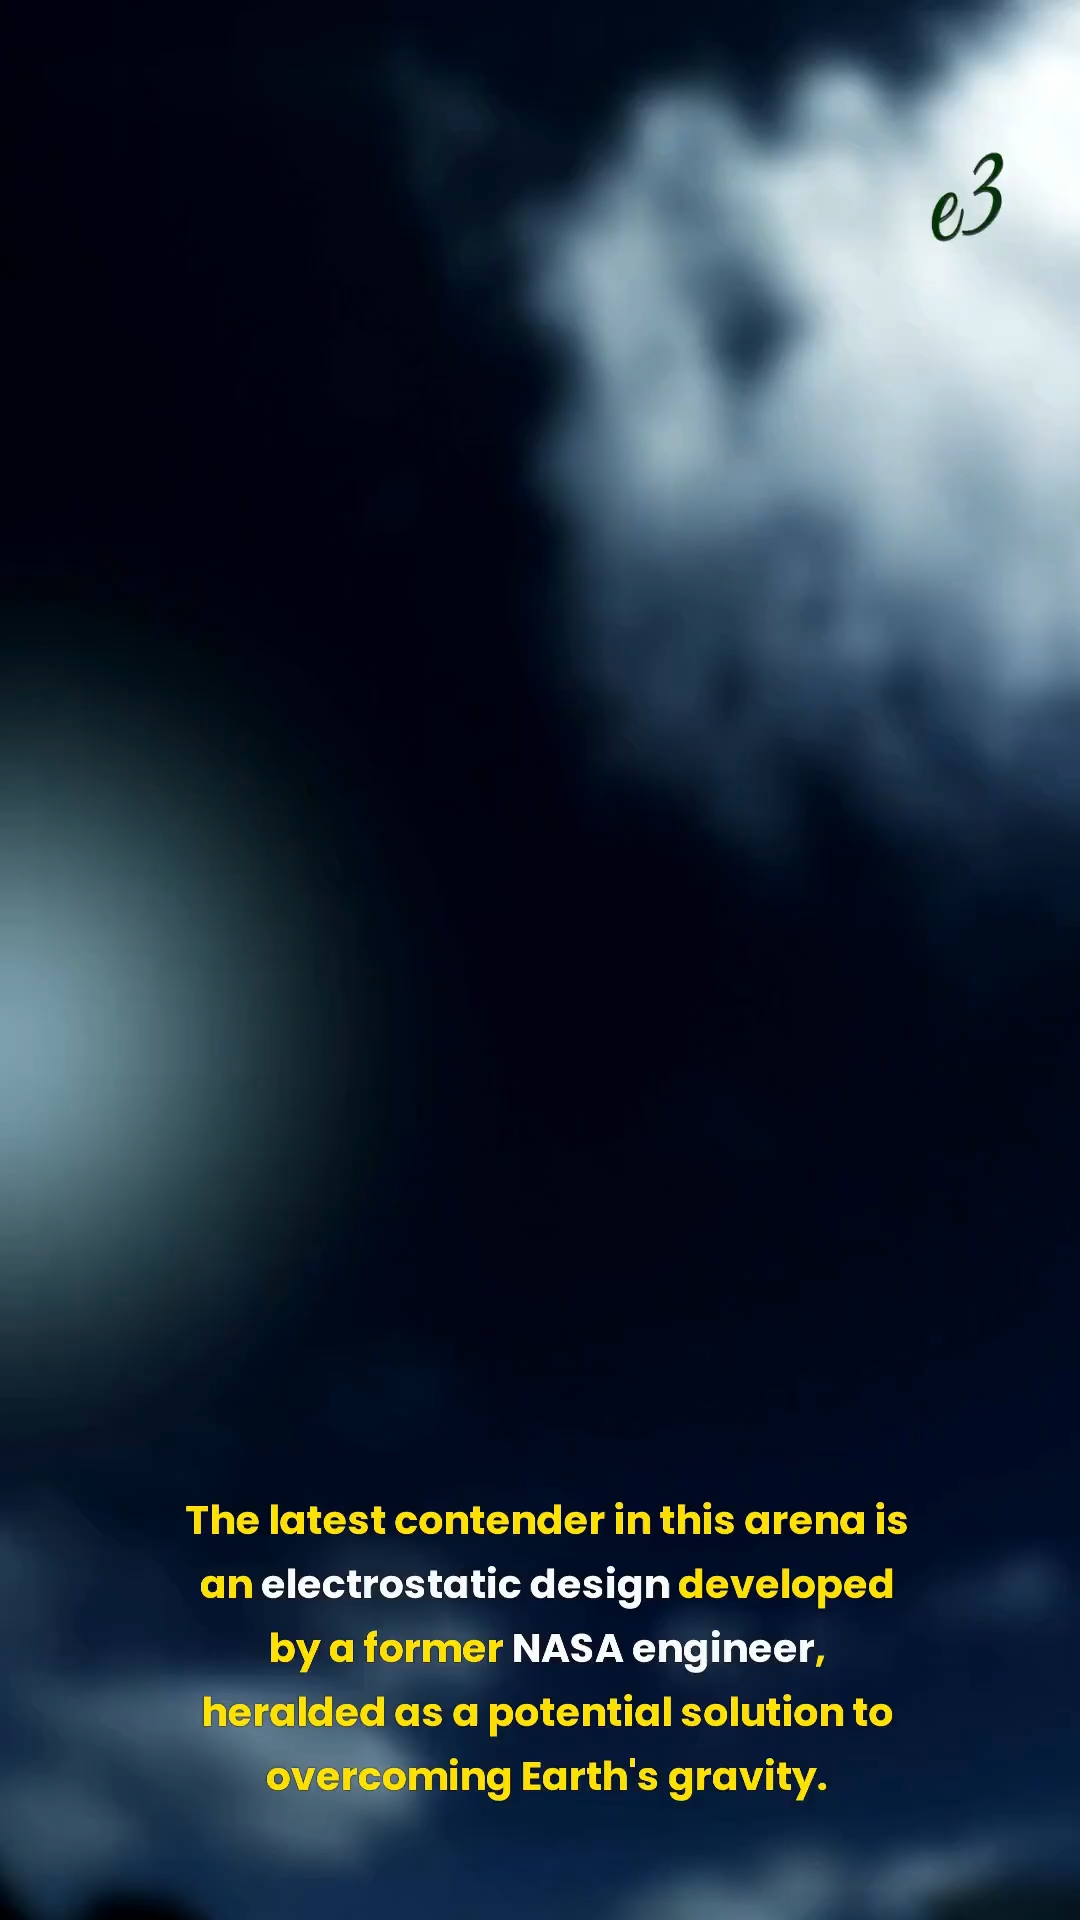 e3
The latest contender in this arena is
an electrostatic design developed
by a former NASA engineer,
heralded as a potential solution to
overcoming Earth's gravity.